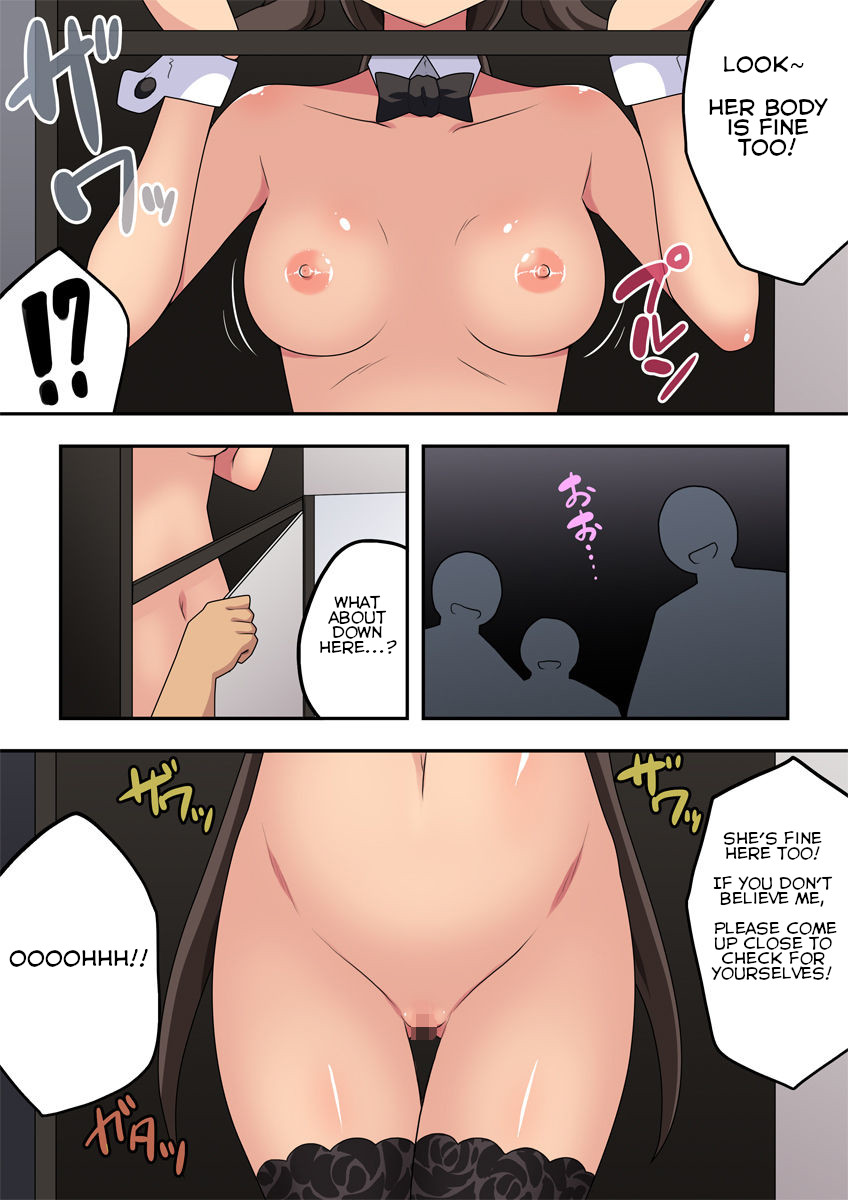 LOOK~
HER BODY
IS FINE
TOO!
ザワッ
!?
プルンッ
おお…
WHAT
ABOUT
DOWN
HERE...?
ザワッ
ザワッ
SHE'S FINE
HERE TOO!
IF YOU DON'T
BELIEVE ME,
PLEASE COME
UP CLOSE TO
CHECK FOR
YOURSELVES!
OOOOHHH!!
ガタッ